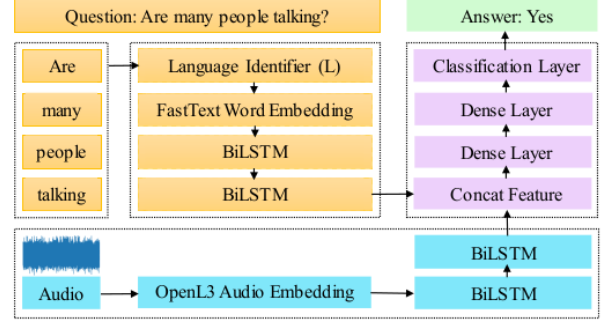 Question: Are many people talking?
Answer: Yes
Are
Language Identifier (L)
Classification Layer
many
FastText Word Embedding
Dense Layer
people
BiLSTM
Dense Layer
talking
BiLSTM
Concat Feature
BiLSTM
Audio
OpenL3 Audio Embedding
BiLSTM